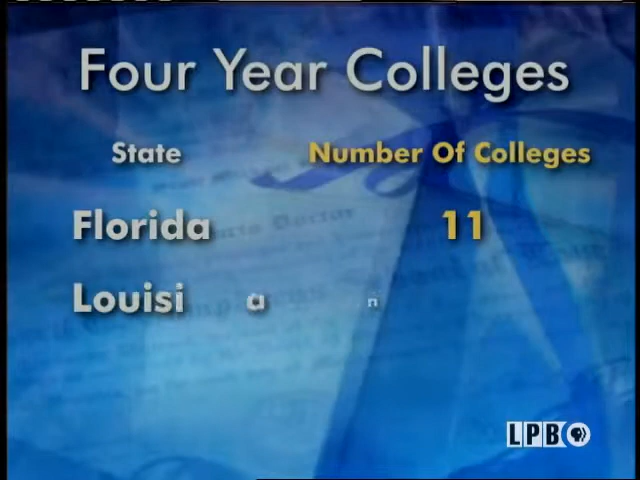 Four Year Colleges
State Number Of Colleges
Florida 11
Louisi a n
LPB